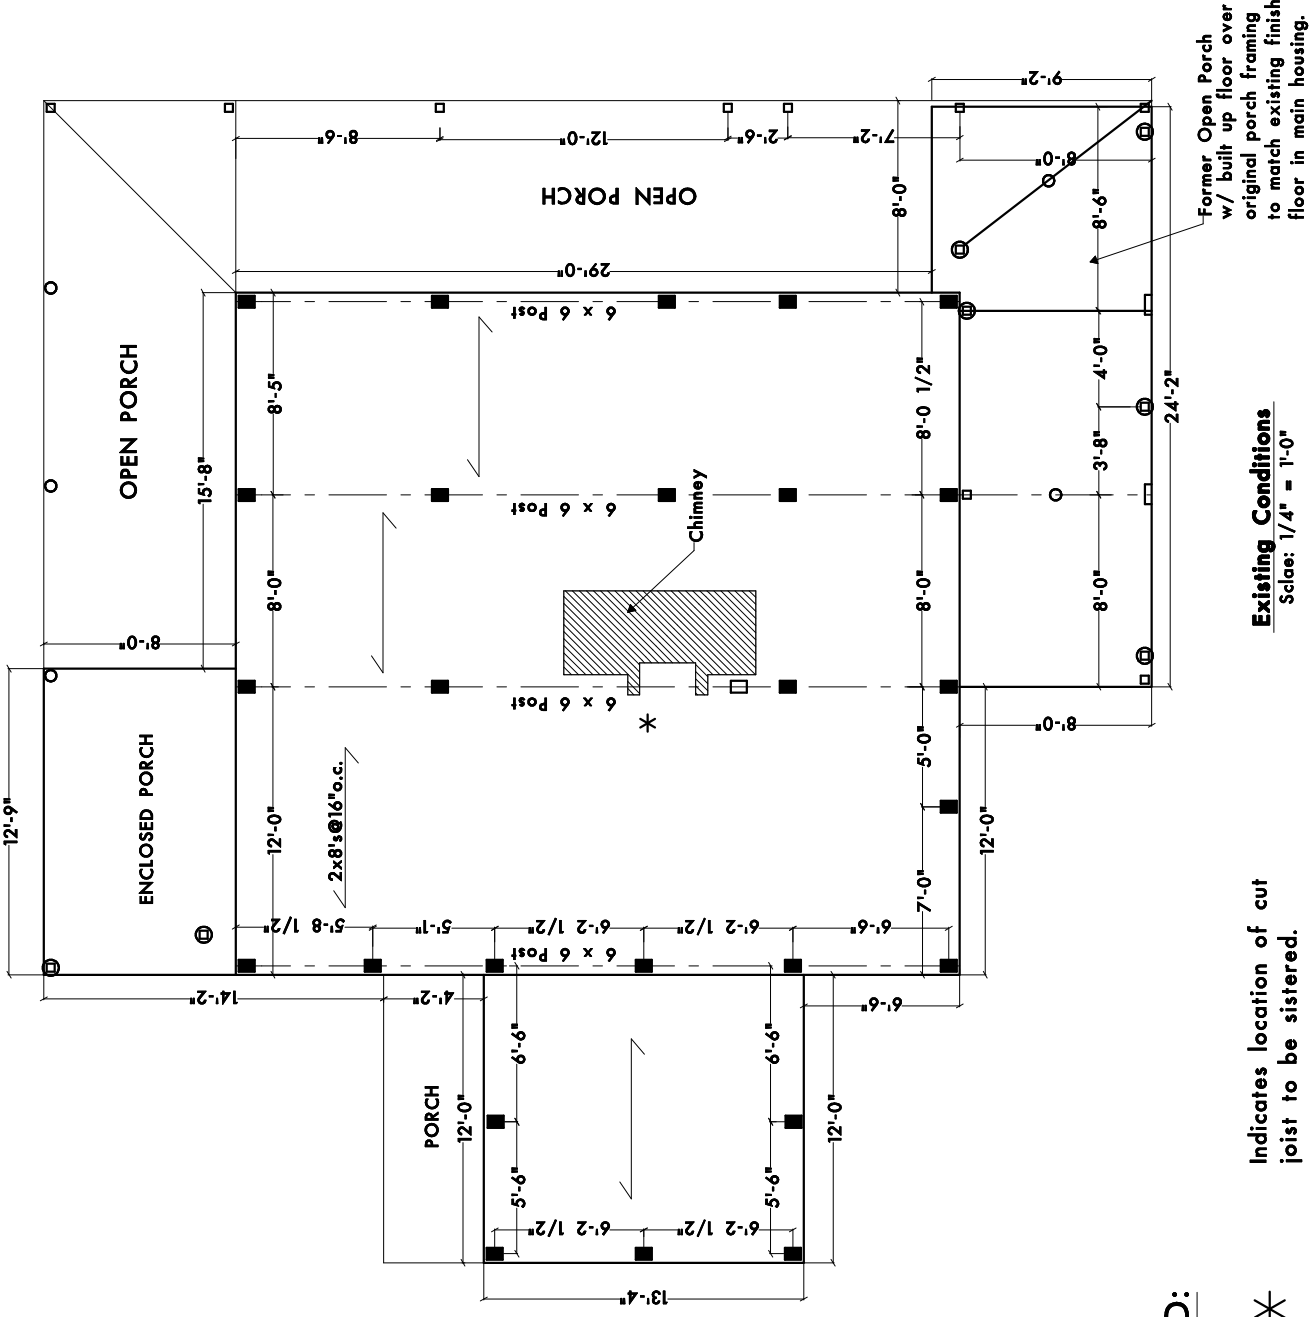 Former Open Porch
w/ built up floor over
original porch framing
to match existing finish
floor in main housing.
9'-2"
8'-6"
12'-0"
2'-6"
7'-2"
8'-0"
OPEN PORCH
8'-0"
8'-6"
29'-0"
6 x 6 Post
OPEN PORCH
15'-8"
8'-5"
8'-0 1/2"
4'-0"
24'-2"
3'-8"
6 x 6 Post
Chimney
8'-0"
8'-0"
8'-0"
8'-0"
6 x 6 Post
8'-0"
5'-0"
12'-9"
ENCLOSED PORCH
12'-0"
2x8's@16"o.c.
12'-0"
7'-0"
5'-8 1/2"
5'-1"
6'-2 1/2"
6'-2 1/2"
6'-6"
6 x 6 Post
14'-2"
4'-2"
6'-6"
6'-6"
6'-6"
PORCH
12'-0"
12'-0"
5'-6"
5'-6"
6'-2 1/2"
6'-2 1/2"
13'-4"
Existing Conditions
Sclae: 1/4" = 1'-0"
D:
* Indicates location of cut
joist to be sistered.
*